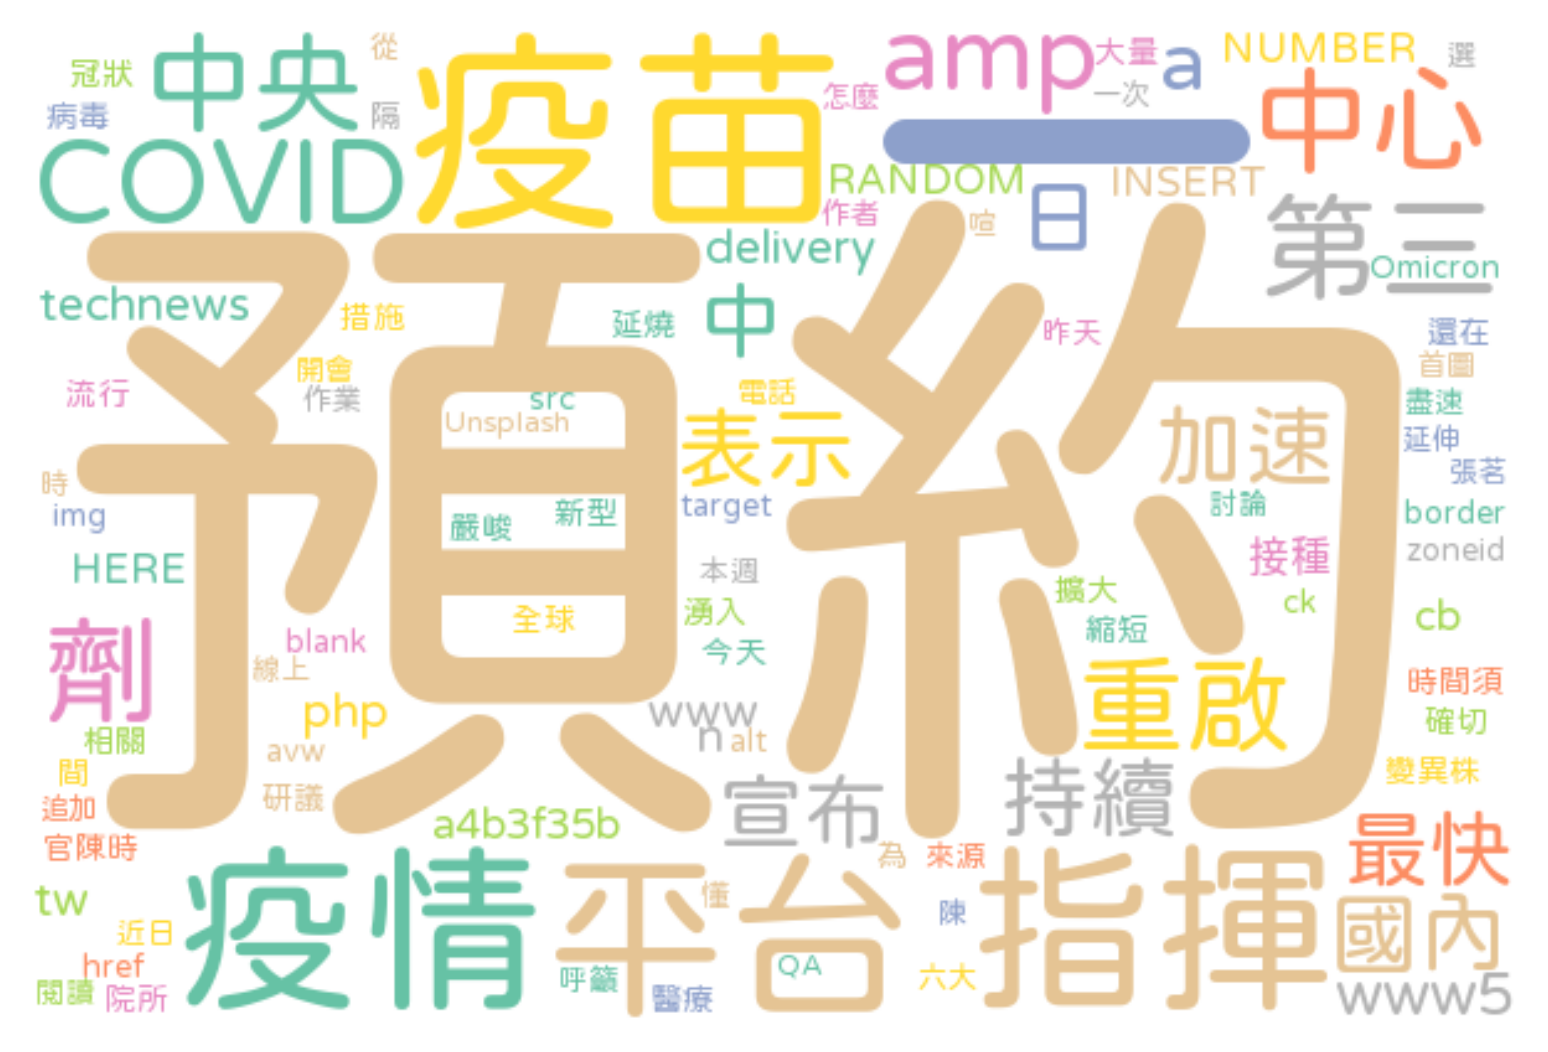 從
冠狀
中央
疫苗
amp
大量
a
NUMBER
選
病毒
隔
怎麼
一次
中心
COVID
一
RANDOM
INSERT
作者
喧
日
第三
delivery
Omicron
technews
措施
延燒
中
昨天
還在
開會
首圖
流行
作業
src
Unsplash
電話
表示
加速
盡速
延伸
預約
張茗
時
img
嚴峻
新型
target
討論
border
HERE
本週
接種
zoneid
全球
湧入
擴大
ck
cb
劑
blank
今天
縮短
線上
重啟
時間須
php
www
確切
相關
avw
n
alt
間
研議
宣布
持續
變異株
追加
a4b3f35b
官陳時
為
來源
最快
tw
疫情
平台
懂
陳
指揮
國內
近日
href
呼籲
QA
六大
閱讀
院所
醫療
www5